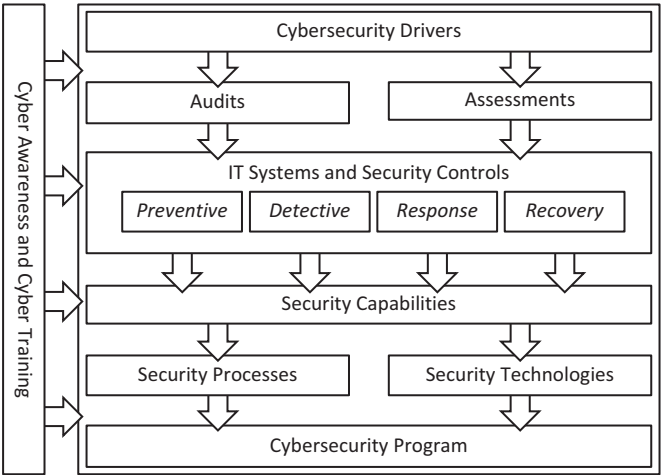 Cyber Awareness and Cyber Training
Cybersecurity Drivers
Audits
Assessments
IT Systems and Security Controls
Preventive
Detective
Response
Recovery
Security Capabilities
Security Processes
Security Technologies
Cybersecurity Program